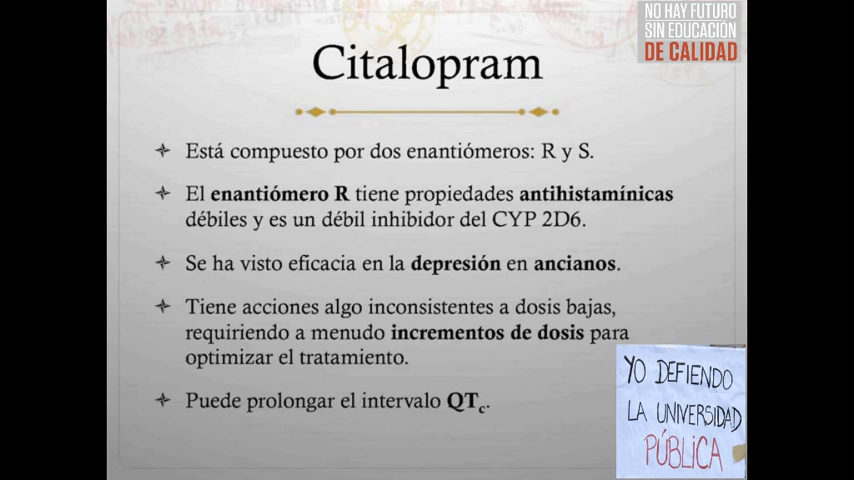 NO HAY FUTURO
SIN EDUCACIÓN
DE CALIDAD
Citalopram
Está compuesto por dos enantiómeros: R y S.
El enantiómero R tiene propiedades antihistamínicas
débiles y es un débil inhibidor del CYP 2D6.
Se ha visto eficacia en la depresión en ancianos.
Tiene acciones algo inconsistentes a dosis bajas,
requiriendo a menudo incrementos de dosis para
optimizar el tratamiento.
Puede prolongar el intervalo QTc.
YO DEFIENDO
LA UNIVERSIDAD
PÚBLICA